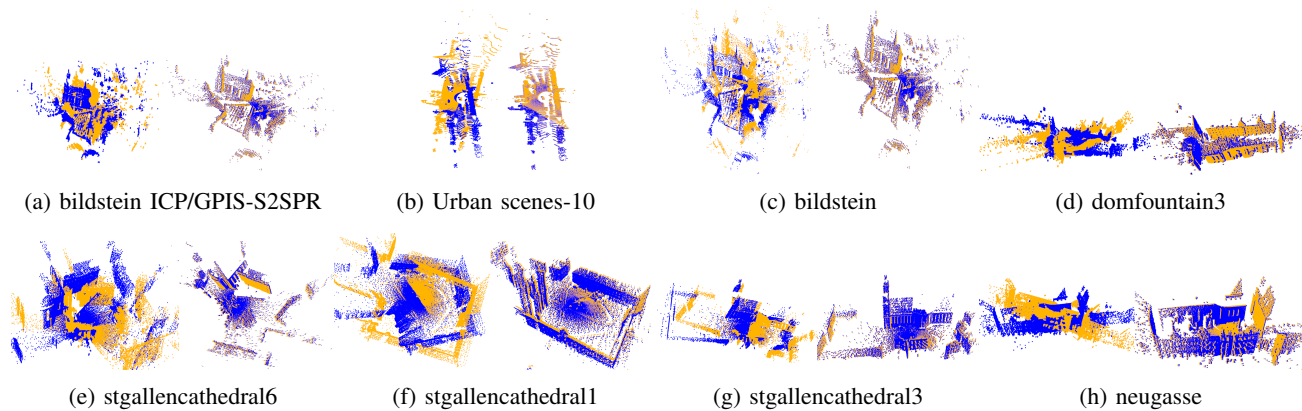 (a) bildstein ICP/GPIS-S2SPR
(b) Urban scenes-10
(c) bildstein
(d) domfountain3
(e) stgallencathedral6
(f) stgallencathedral1
(g) stgallencathedral3
(h) neugasse